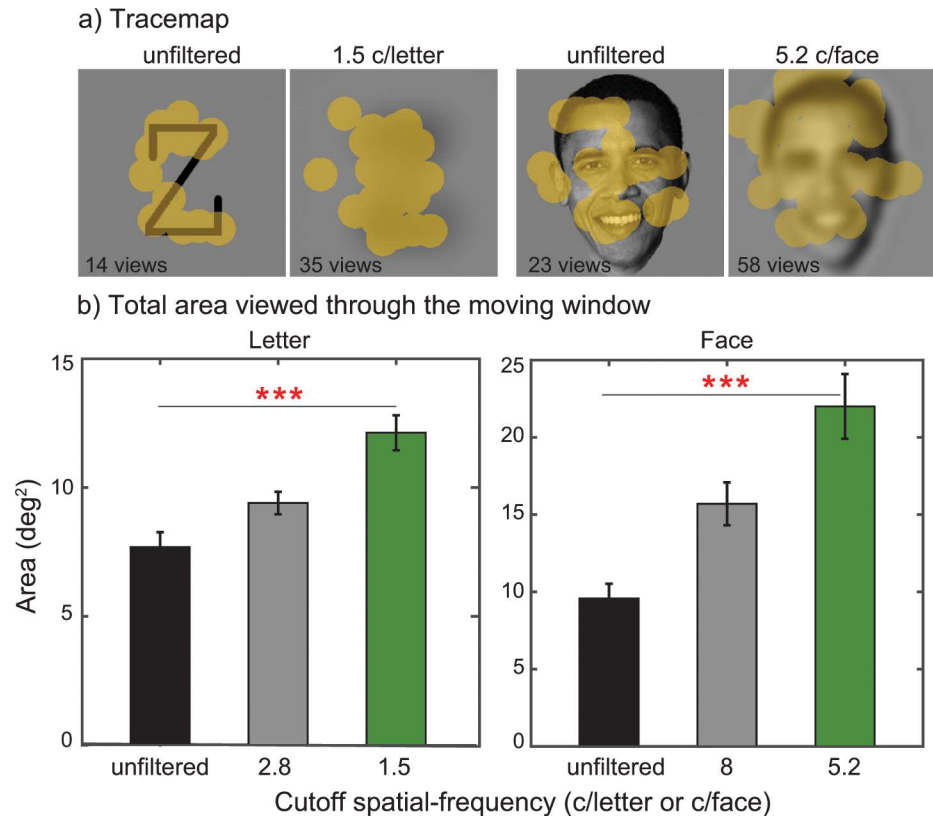 a) Tracemap
unfiltered 1.5 c/letter unfiltered 5.2 c/face
14 views 35 views 23 views 58 views
b) Total area viewed through the moving window
Letter Face
15
10
5
0
25
20
15
10
5
0
***
***
Area (deg²)
unfiltered 2.8 1.5 unfiltered 8 5.2
Cutoff spatial-frequency (c/letter or c/face)